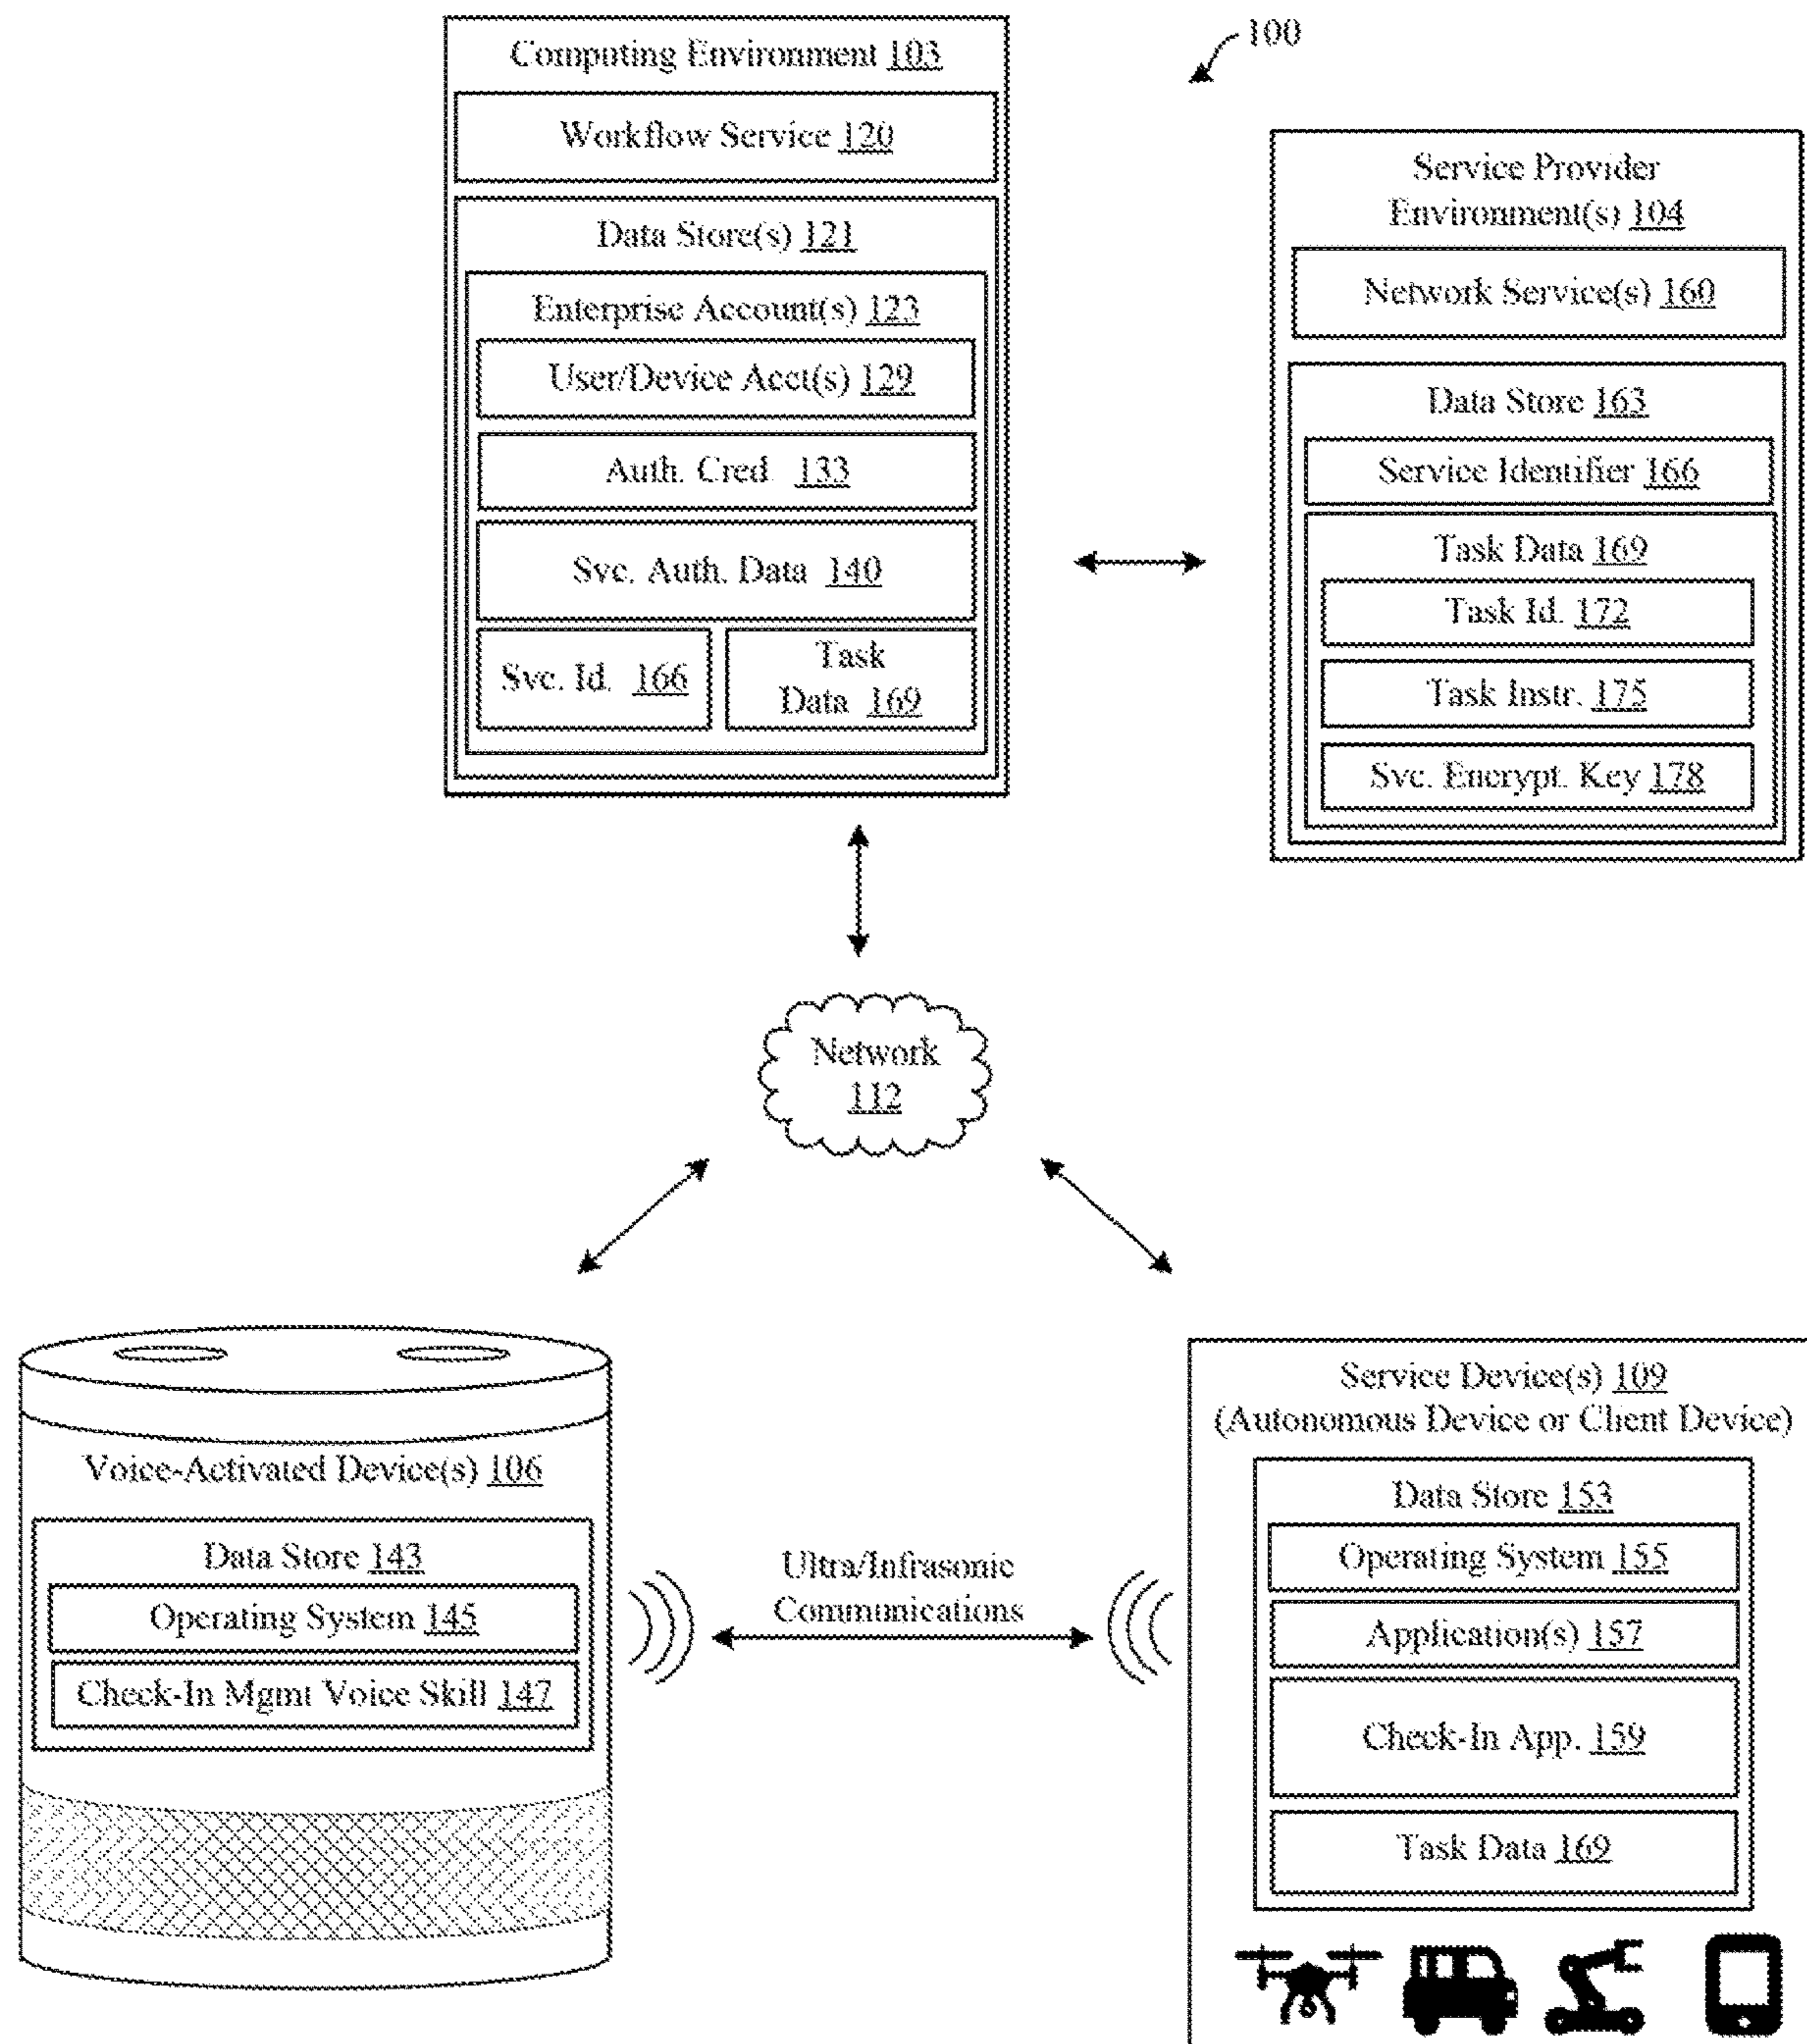 100
Computing Environment 103
Workflow Service 120
Data Store(s) 121
Enterprise Account(s) 123
User/Device Acct(s) 129
Auth. Cred. 133
Svc. Auth. Data 140
Svc. Id. 166
Task
Data 169
Service Provider
Environment(s) 104
Network Service(s) 160
Data Store 163
Service Identifier 166
Task Data 169
Task Id. 172
Task Instr. 175
Svc. Encrypt. Key 178
Network
112
Voice-Activated Device(s) 106
Data Store 143
Operating System 145
Check-In Mgmt Voice Skill 147
Ultra/Infrasonic
Communications
Service Device(s) 109
(Autonomous Device or Client Device)
Data Store 153
Operating System 155
Application(s) 157
Check-In App. 159
Task Data 169